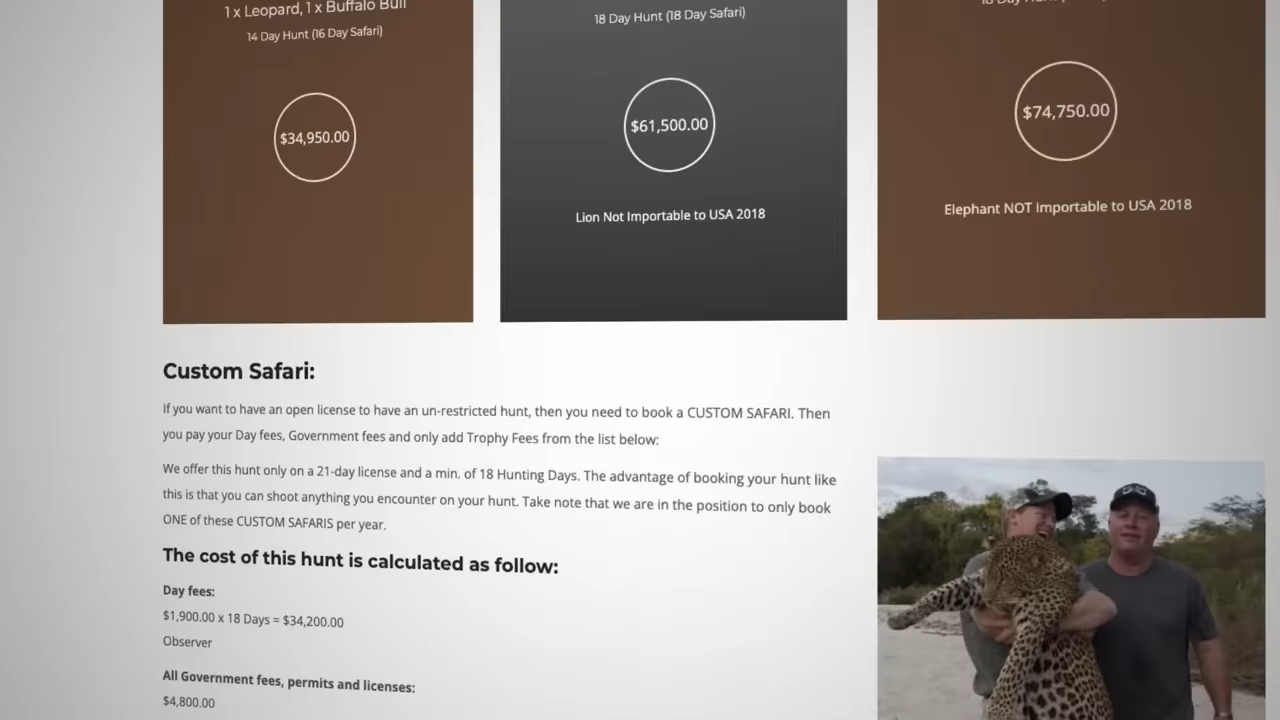 1 x Leopard, 1 x Buffalo Bull
14 Day Hunt (16 Day Safari)
$34,950.00
18 Day Hunt (18 Day Safari)
$61,500.00
Lion Not Importable to USA 2018
$74,750.00
Elephant NOT Importable to USA 2018
Custom Safari:
If you want to have an open license to have an un-restricted hunt, then you need to book a CUSTOM SAFARI. Then
you pay your Day fees, Government fees and only add Trophy Fees from the list below:
We offer this hunt only on a 21-day license and a min. of 18 Hunting Days. The advantage of booking your hunt like
this is that you can shoot anything you encounter on your hunt. Take note that we are in the position to only book
ONE of these CUSTOM SAFARIS per year.
The cost of this hunt is calculated as follow:
Day fees:
$1,900.00 x 18 Days = $34,200.00
Observer
All Government fees, permits and licenses:
$4,800.00